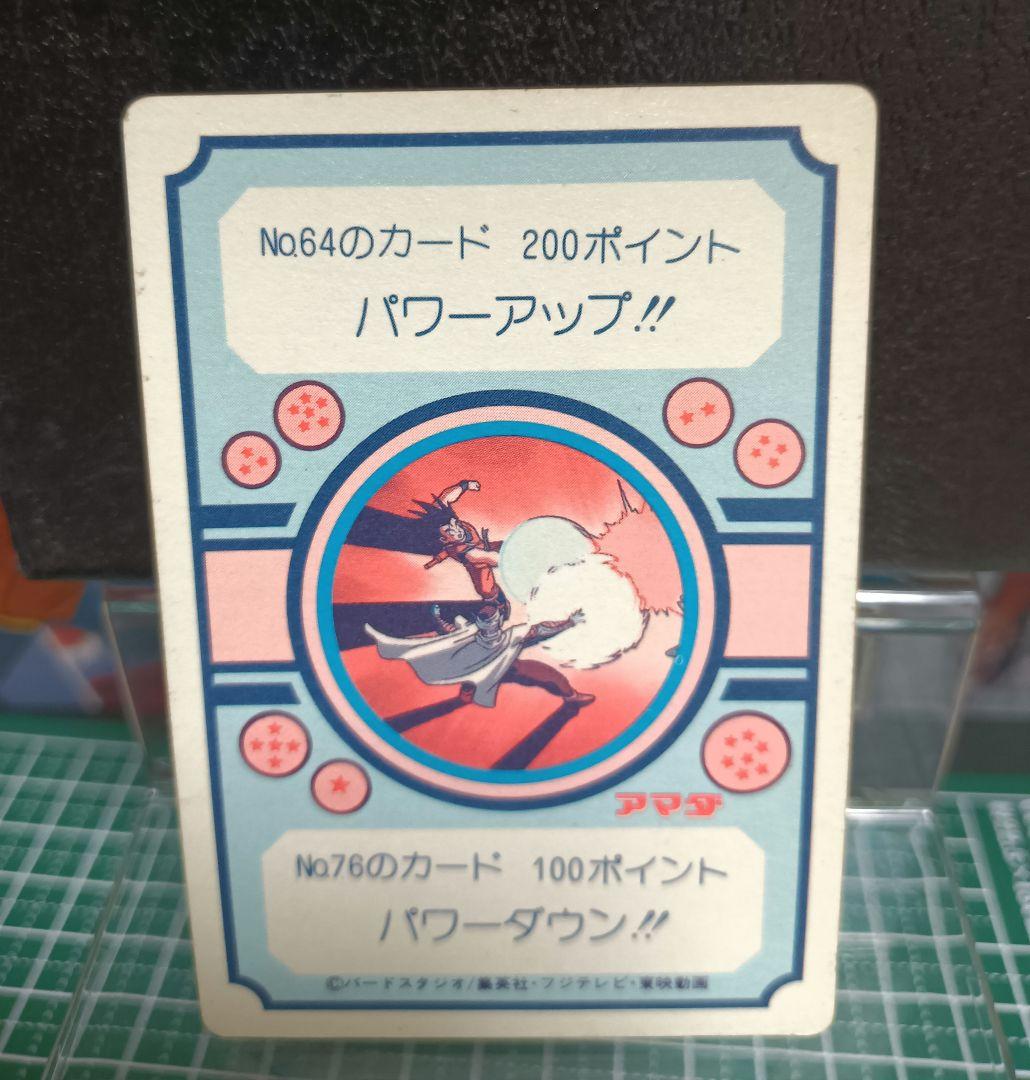 No.64のカード 200ポイント
パワーアップ!!
アマダ
No.76のカード 100ポイント
パワーダウン!!
©バードスタジオ/集英社・フジテレビ・東映動画